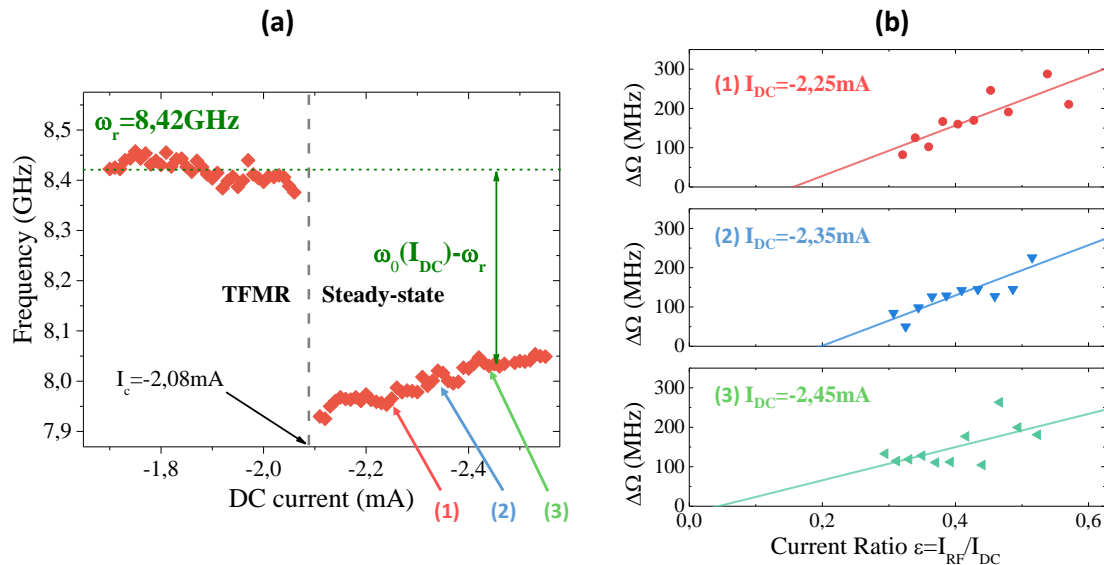 (a)
ω_r=8,42GHz
8,5
8,4
8,3
8,2
8,1
8,0
7,9
Frequency (GHz)
ω_0(I_DC)-ω_r
TFMR
Steady-state
I_c=-2,08mA
-1,8
-2,0
-2,2
-2,4
DC current (mA)
(1)
(2)
(3)
(b)
(1) I_DC=-2,25mA
300
200
100
0
ΔΩ (MHz)
(2) I_DC=-2,35mA
300
200
100
0
ΔΩ (MHz)
(3) I_DC=-2,45mA
300
200
100
0
ΔΩ (MHz)
0,0
0,2
0,4
0,6
Current Ratio ε=I_RF/I_DC